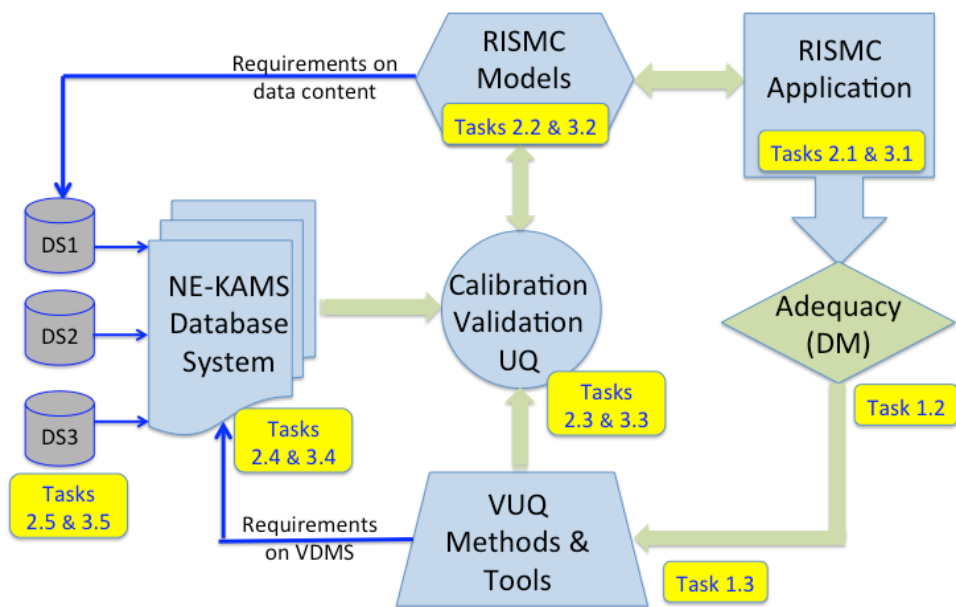 Requirements on
data content
RISMC
Models
Tasks 2.2 & 3.2
RISMC
Application
Tasks 2.1 & 3.1
DS1
DS2
DS3
Tasks
2.5 & 3.5
NE-KAMS
Database
System
Tasks
2.4 & 3.4
Calibration
Validation
UQ
Tasks
2.3 & 3.3
Adequacy
(DM)
Task 1.2
Requirements
on VDMS
VUQ
Methods &
Tools
Task 1.3